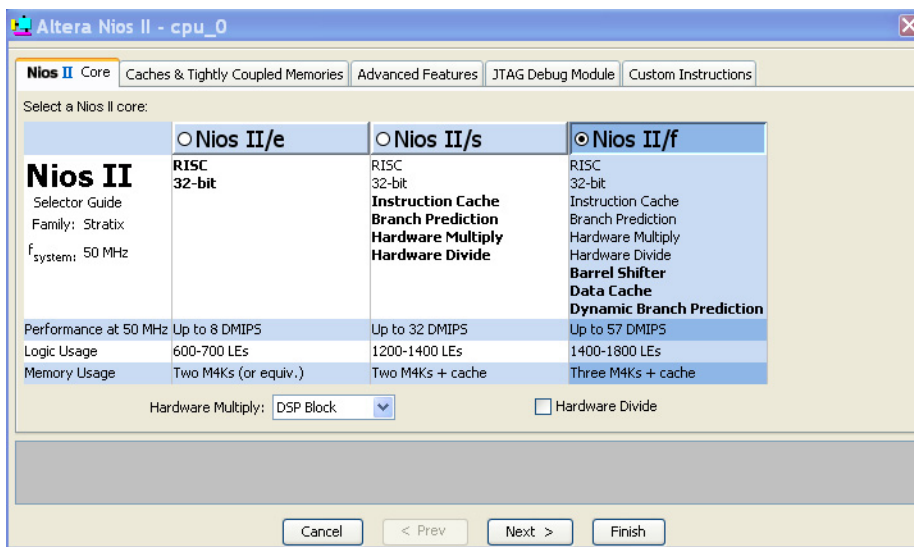 Altera Nios II - cpu_0
Nios II Core Caches & Tightly Coupled Memories Advanced Features JTAG Debug Module Custom Instructions
Select a Nios II core:
Nios II/e Nios II/s Nios II/f
Nios II
Selector Guide
Family: Stratix
fsystem: 50 MHz
RISC
32-bit
RISC
32-bit
Instruction Cache
Branch Prediction
Hardware Multiply
Hardware Divide
RISC
32-bit
Instruction Cache
Branch Prediction
Hardware Multiply
Hardware Divide
Barrel Shifter
Data Cache
Dynamic Branch Prediction
Performance at 50 MHz Up to 8 DMIPS Up to 32 DMIPS Up to 57 DMIPS
Logic Usage 600-700 LEs 1200-1400 LEs 1400-1800 LEs
Memory Usage Two M4Ks (or equiv.) Two M4Ks + cache Three M4Ks + cache
Hardware Multiply: DSP Block Hardware Divide
Cancel < Prev Next > Finish